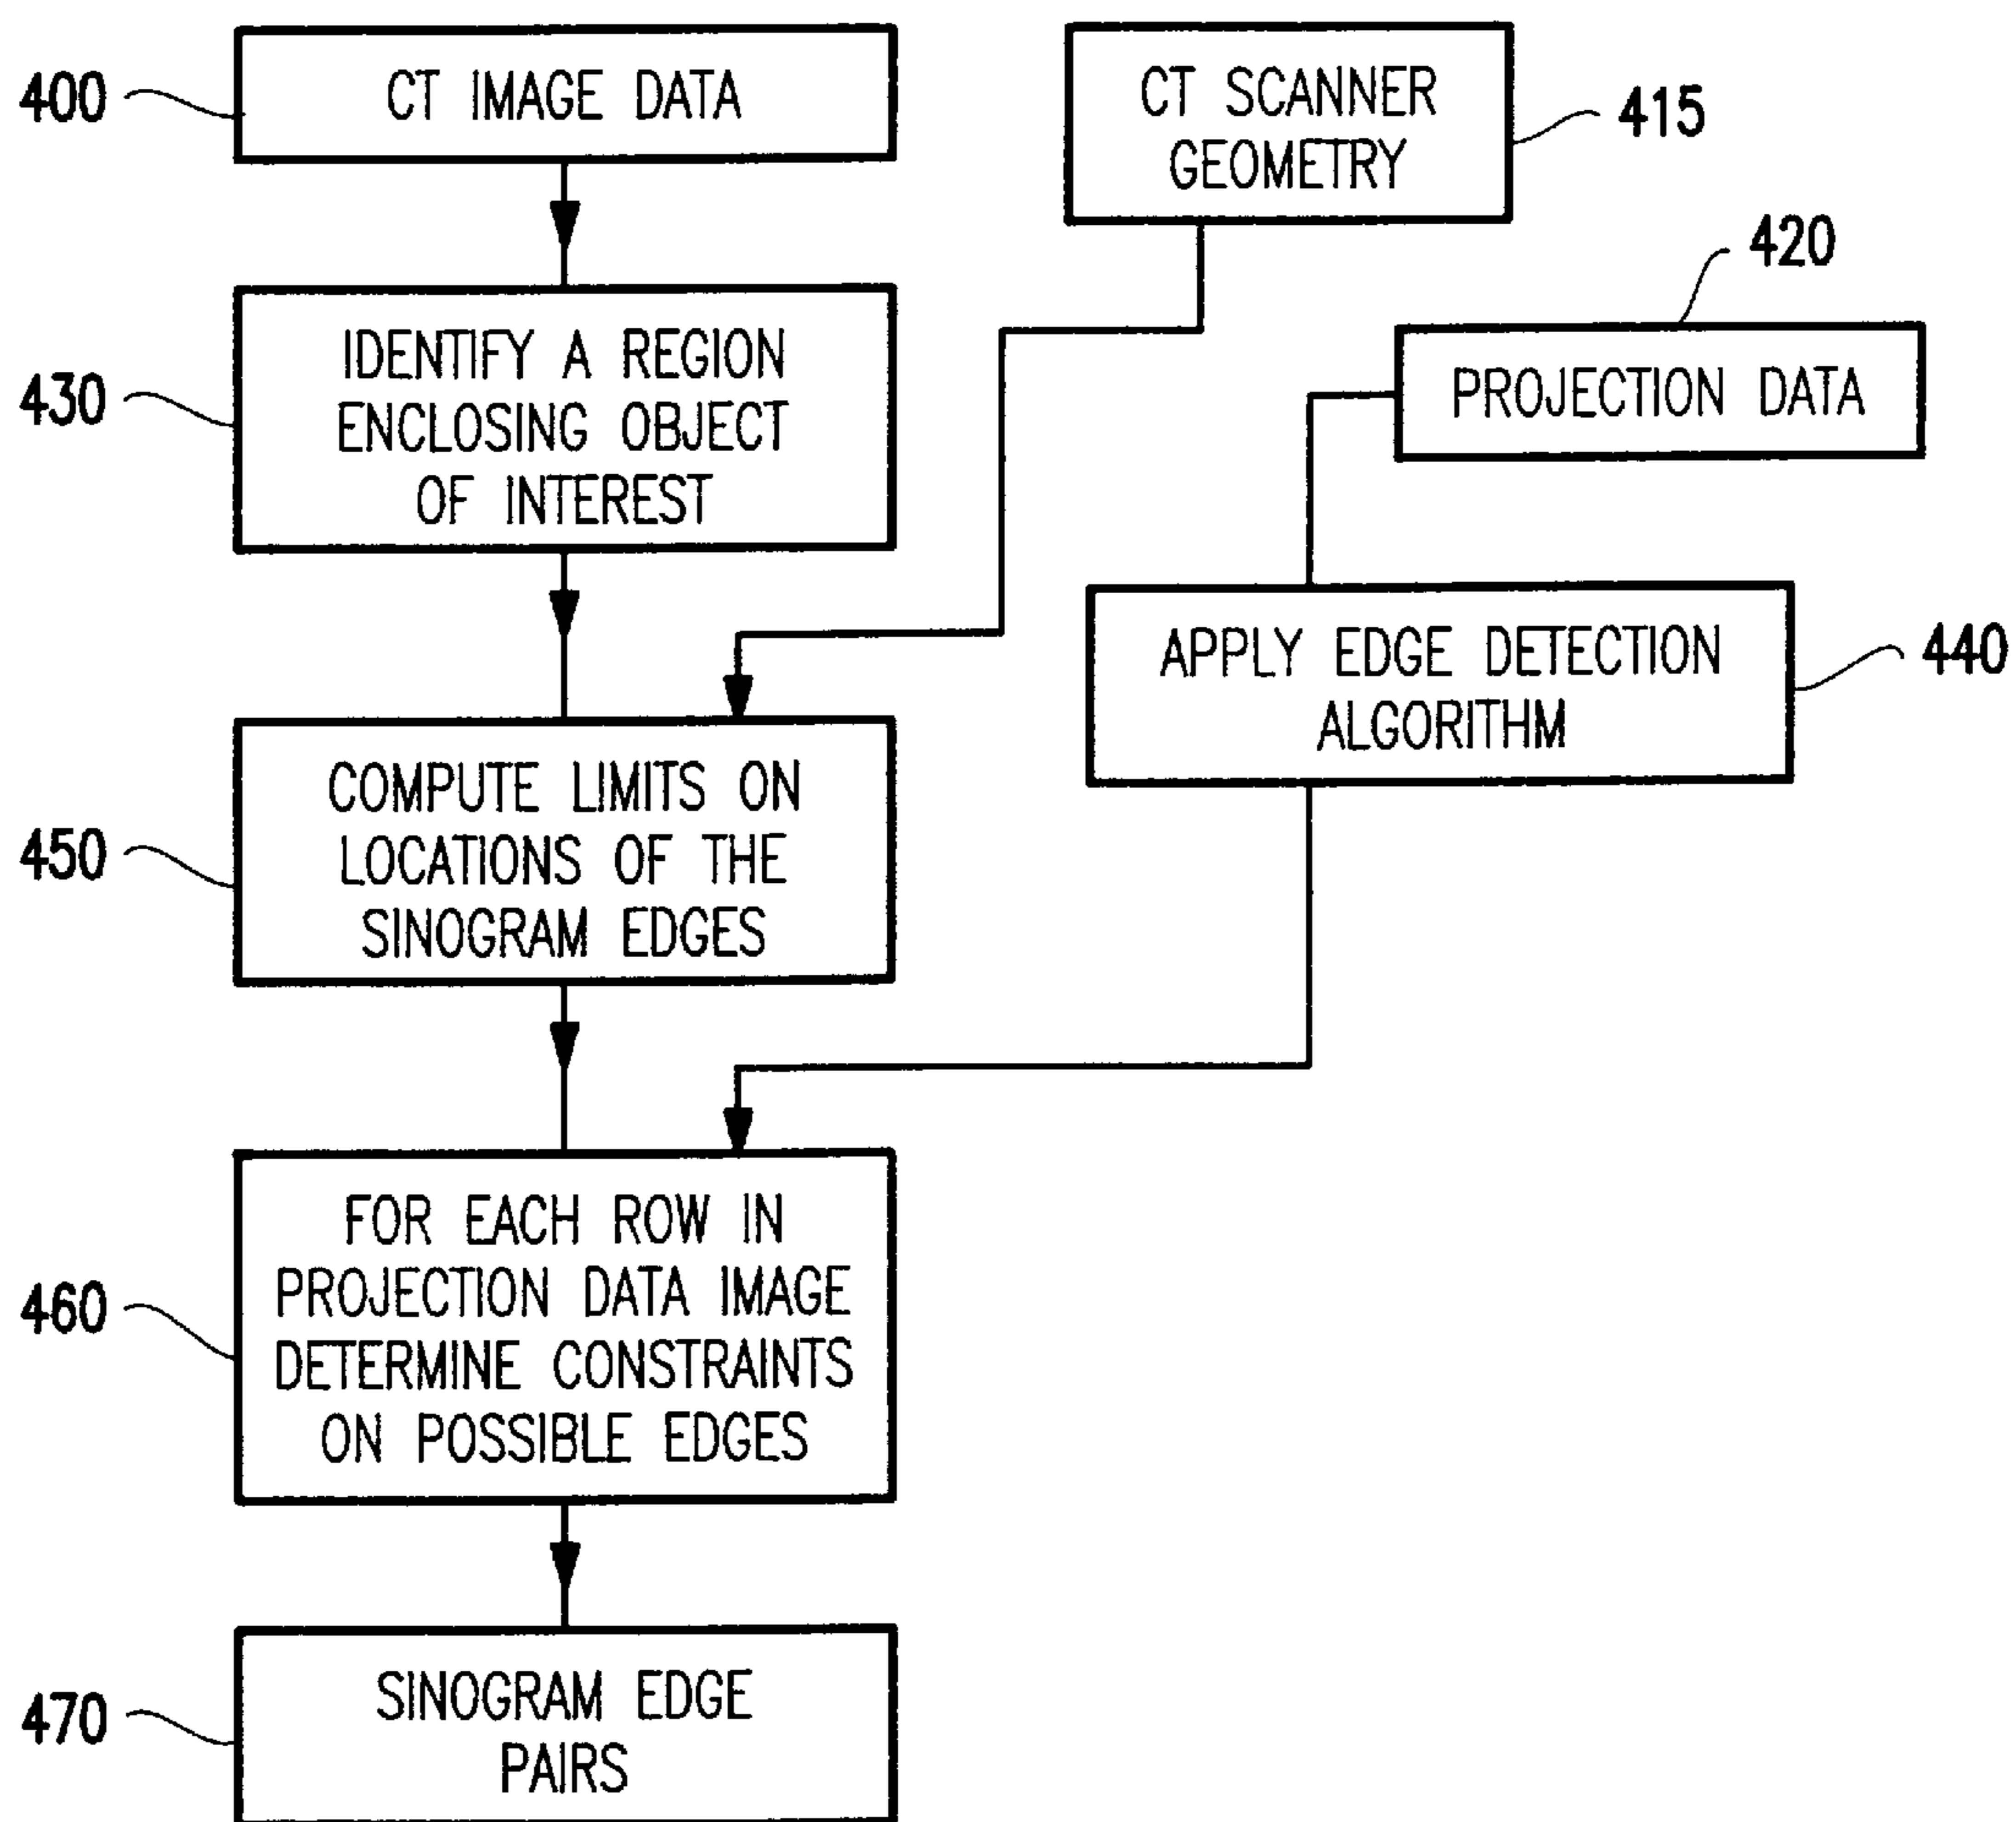 400
CT IMAGE DATA
CT SCANNER
GEOMETRY
415
420
PROJECTION DATA
430
IDENTIFY A REGION
ENCLOSING OBJECT
OF INTEREST
APPLY EDGE DETECTION
ALGORITHM
440
450
COMPUTE LIMITS ON
LOCATIONS OF THE
SINOGRAM EDGES
460
FOR EACH ROW IN
PROJECTION DATA IMAGE
DETERMINE CONSTRAINTS
ON POSSIBLE EDGES
470
SINOGRAM EDGE
PAIRS